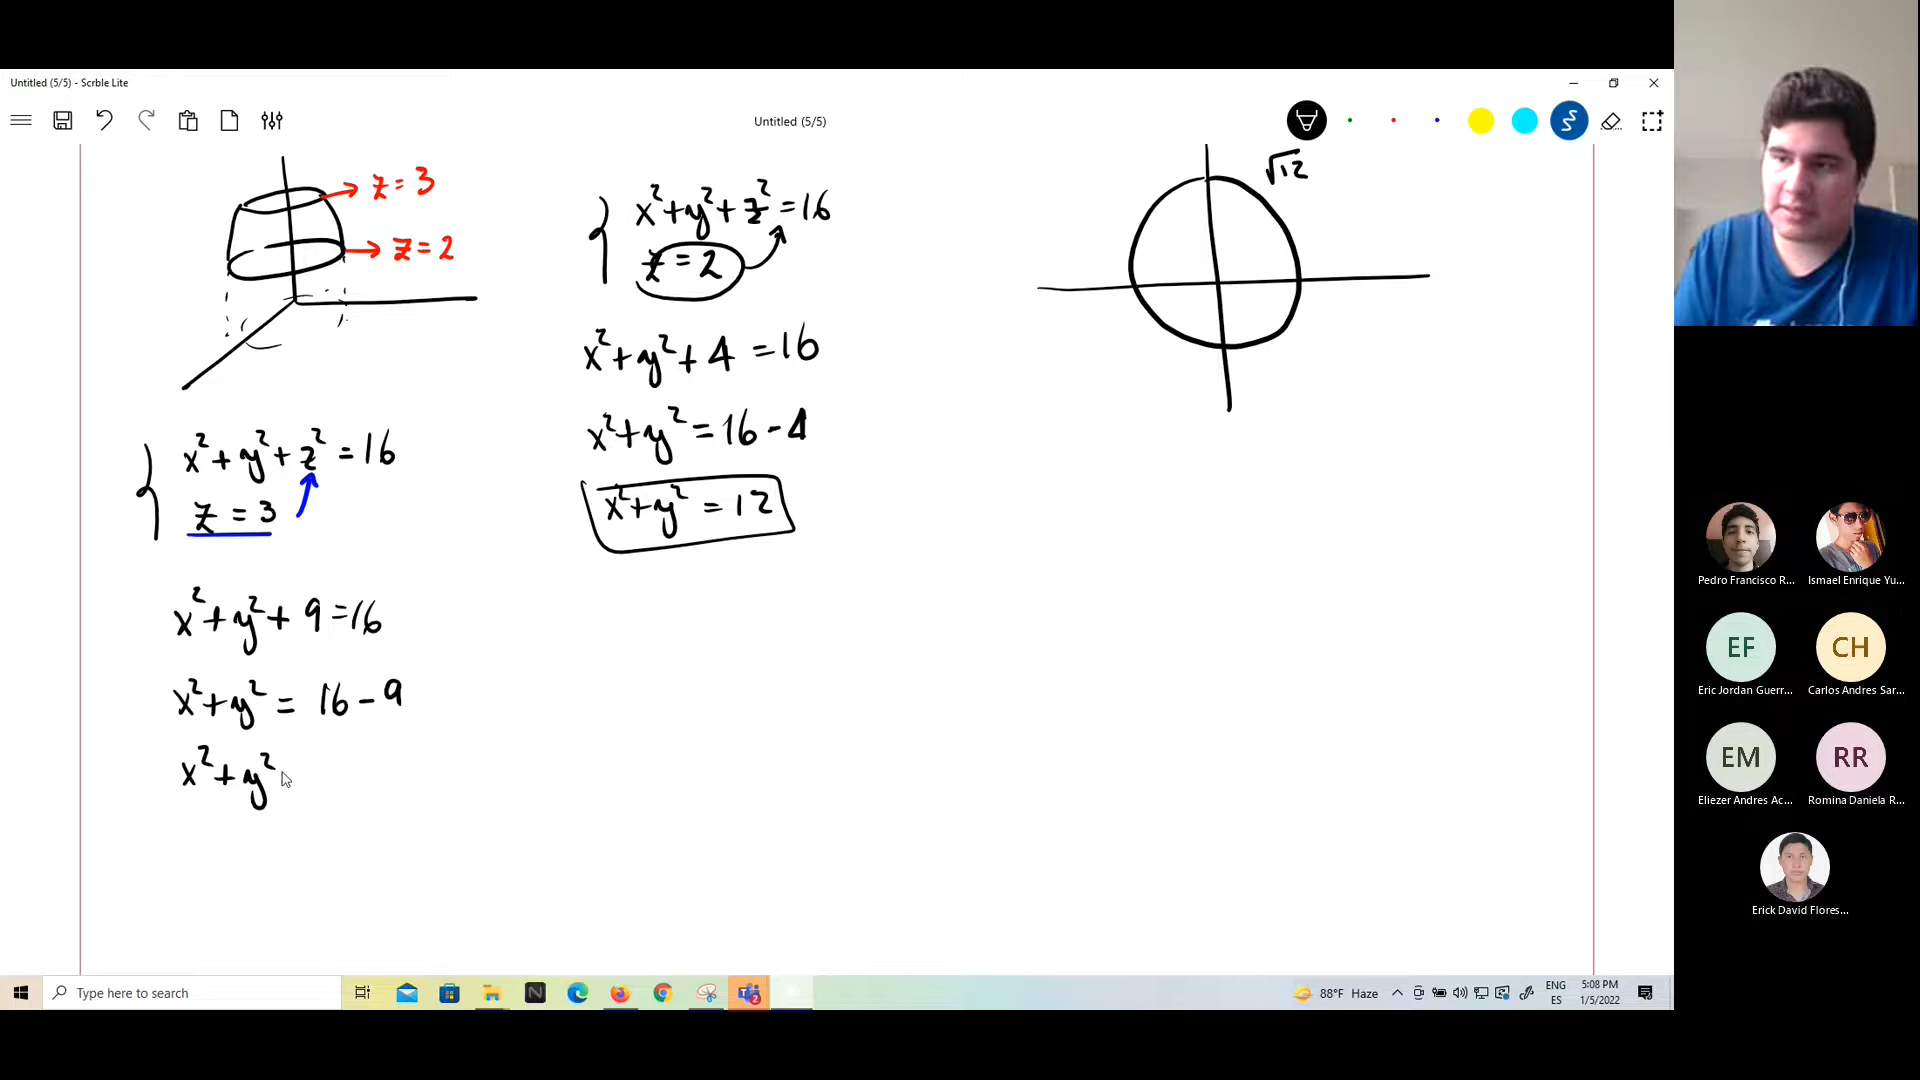 Untitled (5/5) - Scrble Lite
Untitled (5/5)
z = 3
z = 2
x² + y² + z² = 16
z = 3
x² + y² + 9 = 16
x² + y² = 16 - 9
x² + y²
x² + y² + z² = 16
z = 2
x² + y² + 4 = 16
x² + y² = 16 - 4
x² + y² = 12
√12
Pedro Francisco R...
Ismael Enrique Yu...
EF
Eric Jordan Guerr...
CH
Carlos Andres Sar...
EM
Eliezer Andres Ac...
RR
Romina Daniela R...
Erick David Flores...
Type here to search
N
2
88°F Haze
ENG
ES
5:08 PM
1/5/2022